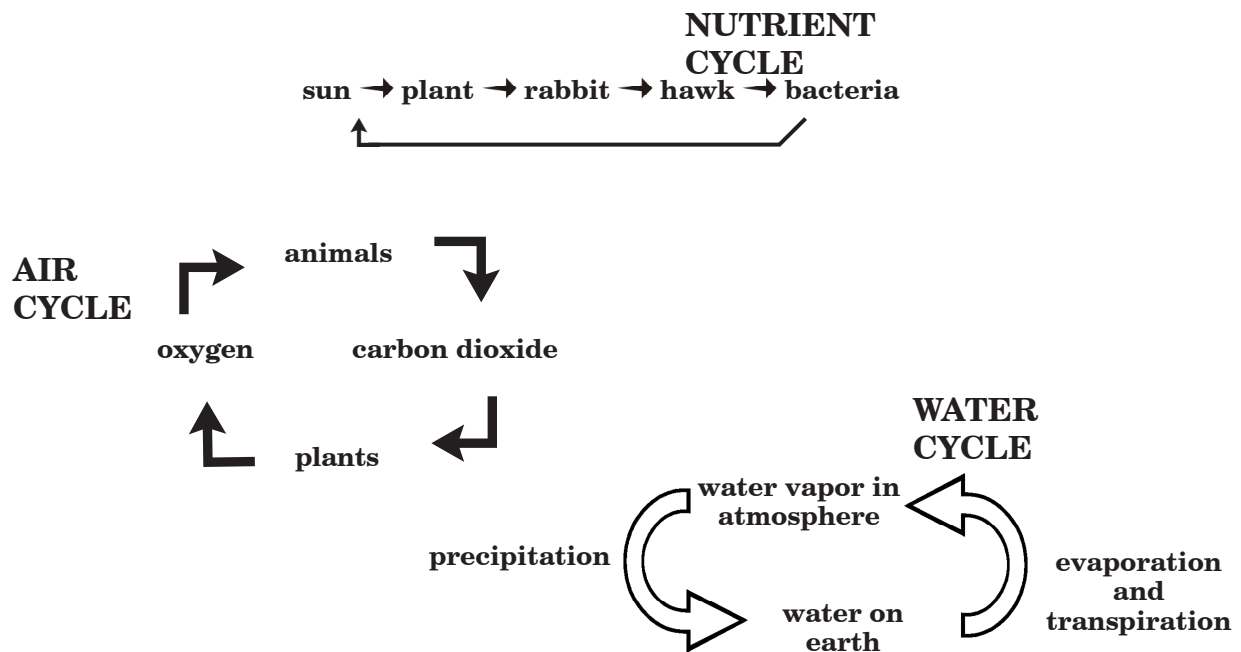 NUTRIENT
CYCLE
sun plant rabbit hawk bacteria
AIR
CYCLE
animals
oxygen carbon dioxide
plants
WATER
CYCLE
water vapor in
atmosphere
precipitation
evaporation
and
transpiration
water on
earth